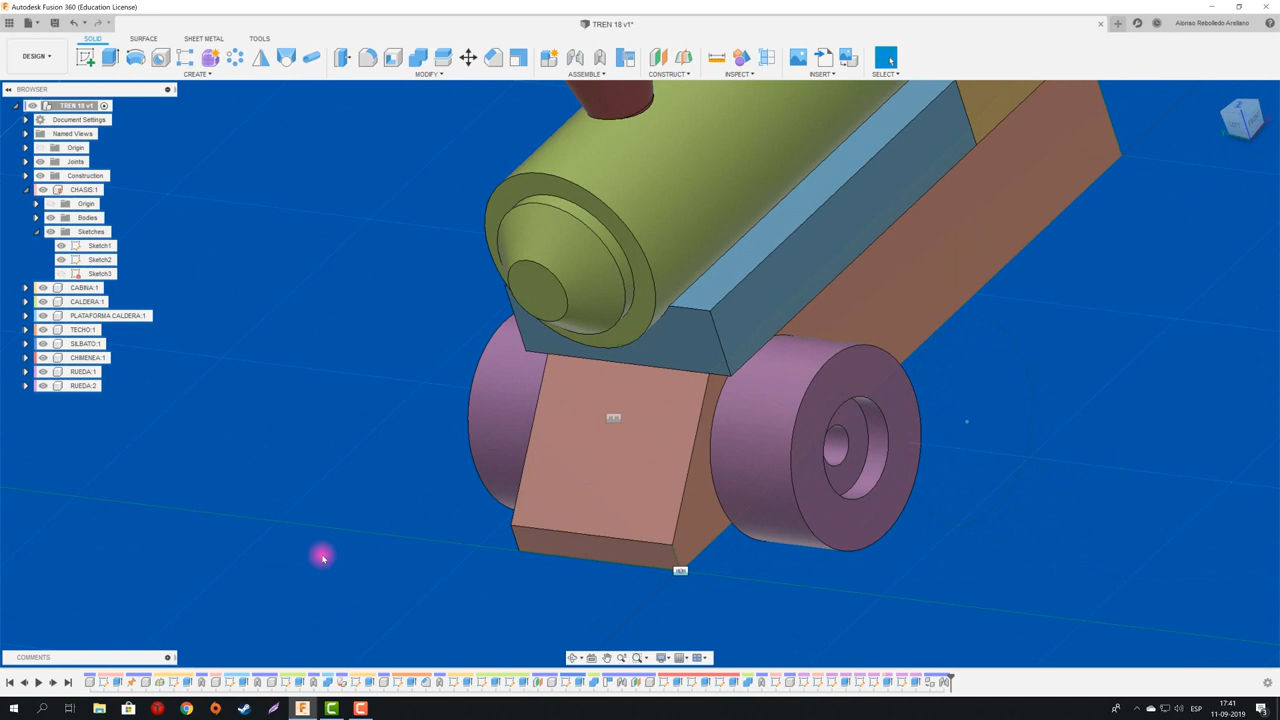 Autodesk Fusion 360 (Education License)
TREN 18 v1*
Alonso Rebolledo Arellano
SOLID SURFACE SHEET METAL TOOLS
DESIGN
CREATE MODIFY ASSEMBLE CONSTRUCT INSPECT INSERT SELECT
BROWSER
TREN 18 v1
Document Settings
Named Views
Origin
Joints
Construction
CHASIS:1
Origin
Bodies
Sketches
Sketch1
Sketch2
Sketch3
CABINA:1
CALDERA:1
PLATAFORMA CALDERA:1
TECHO:1
SILBATO:1
CHIMENEA:1
RUEDA:1
RUEDA:2
COMMENTS
ESP
17:41
11-09-2019
3